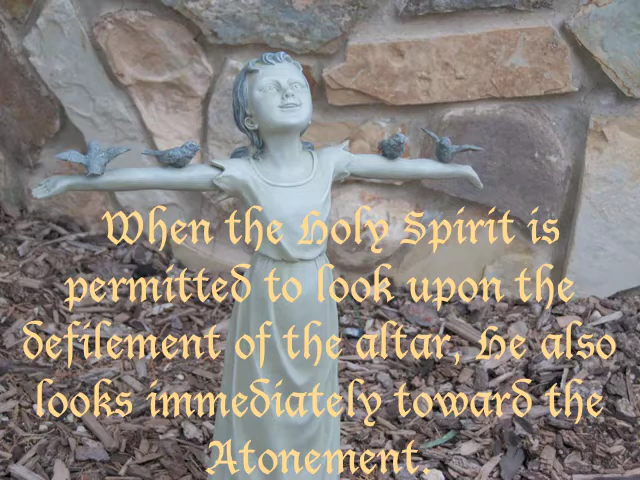 When the Holy Spirit is
permitted to look upon the
defilement of the altar, He also
looks immediately toward the
Atonement.